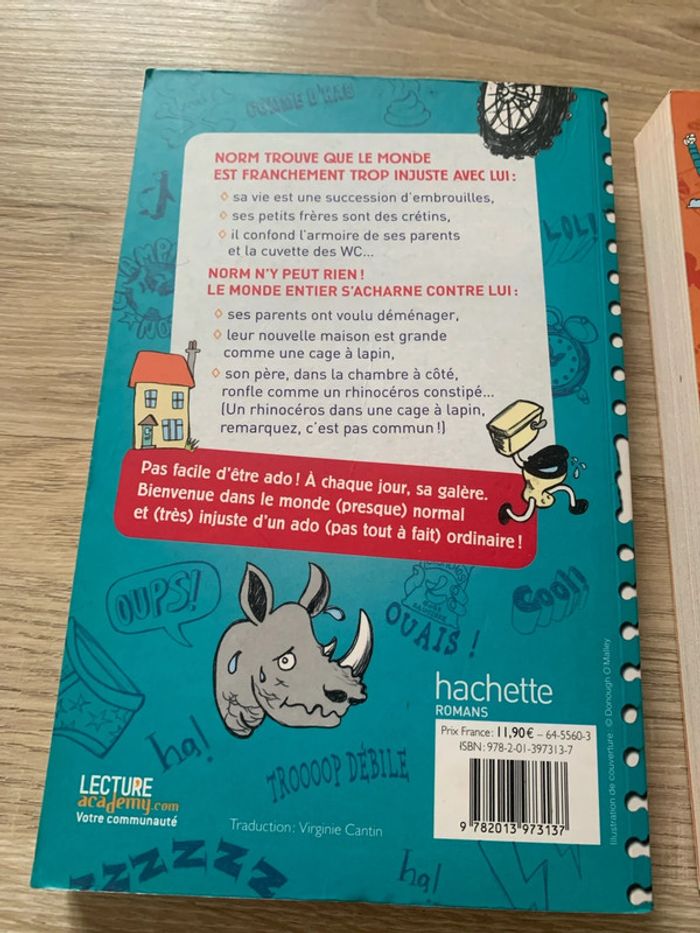 COMME D'HAB
NORM TROUVE QUE LE MONDE
EST FRANCHEMENT TROP INJUSTE AVEC LUI :
◊ sa vie est une succession d'embrouilles,
◊ ses petits frères sont des crétins,
◊ il confond l'armoire de ses parents
et la cuvette des WC...
LOL!
NORM N'Y PEUT RIEN !
LE MONDE ENTIER S'ACHARNE CONTRE LUI :
◊ ses parents ont voulu déménager,
◊ leur nouvelle maison est grande
comme une cage à lapin,
◊ son père, dans la chambre à côté,
ronfle comme un rhinocéros constipé...
(Un rhinocéros dans une cage à lapin,
remarquez, c'est pas commun !)
Pas facile d'être ado ! À chaque jour, sa galère.
Bienvenue dans le monde (presque) normal
et (très) injuste d'un ado (pas tout à fait) ordinaire !
OUPS!
Cool!
OUAIS !
hachette
ROMANS
Prix France : 11,90 € – 64-5560-3
ISBN : 978-2-01-397313-7
9 782013 973137
ha!
TROOOOP DÉBILE
LECTURE
academy.com
Votre communauté
Traduction : Virginie Cantin
ZZZZZZZ
ha!
Illustration de couverture : © Donough O'Malley